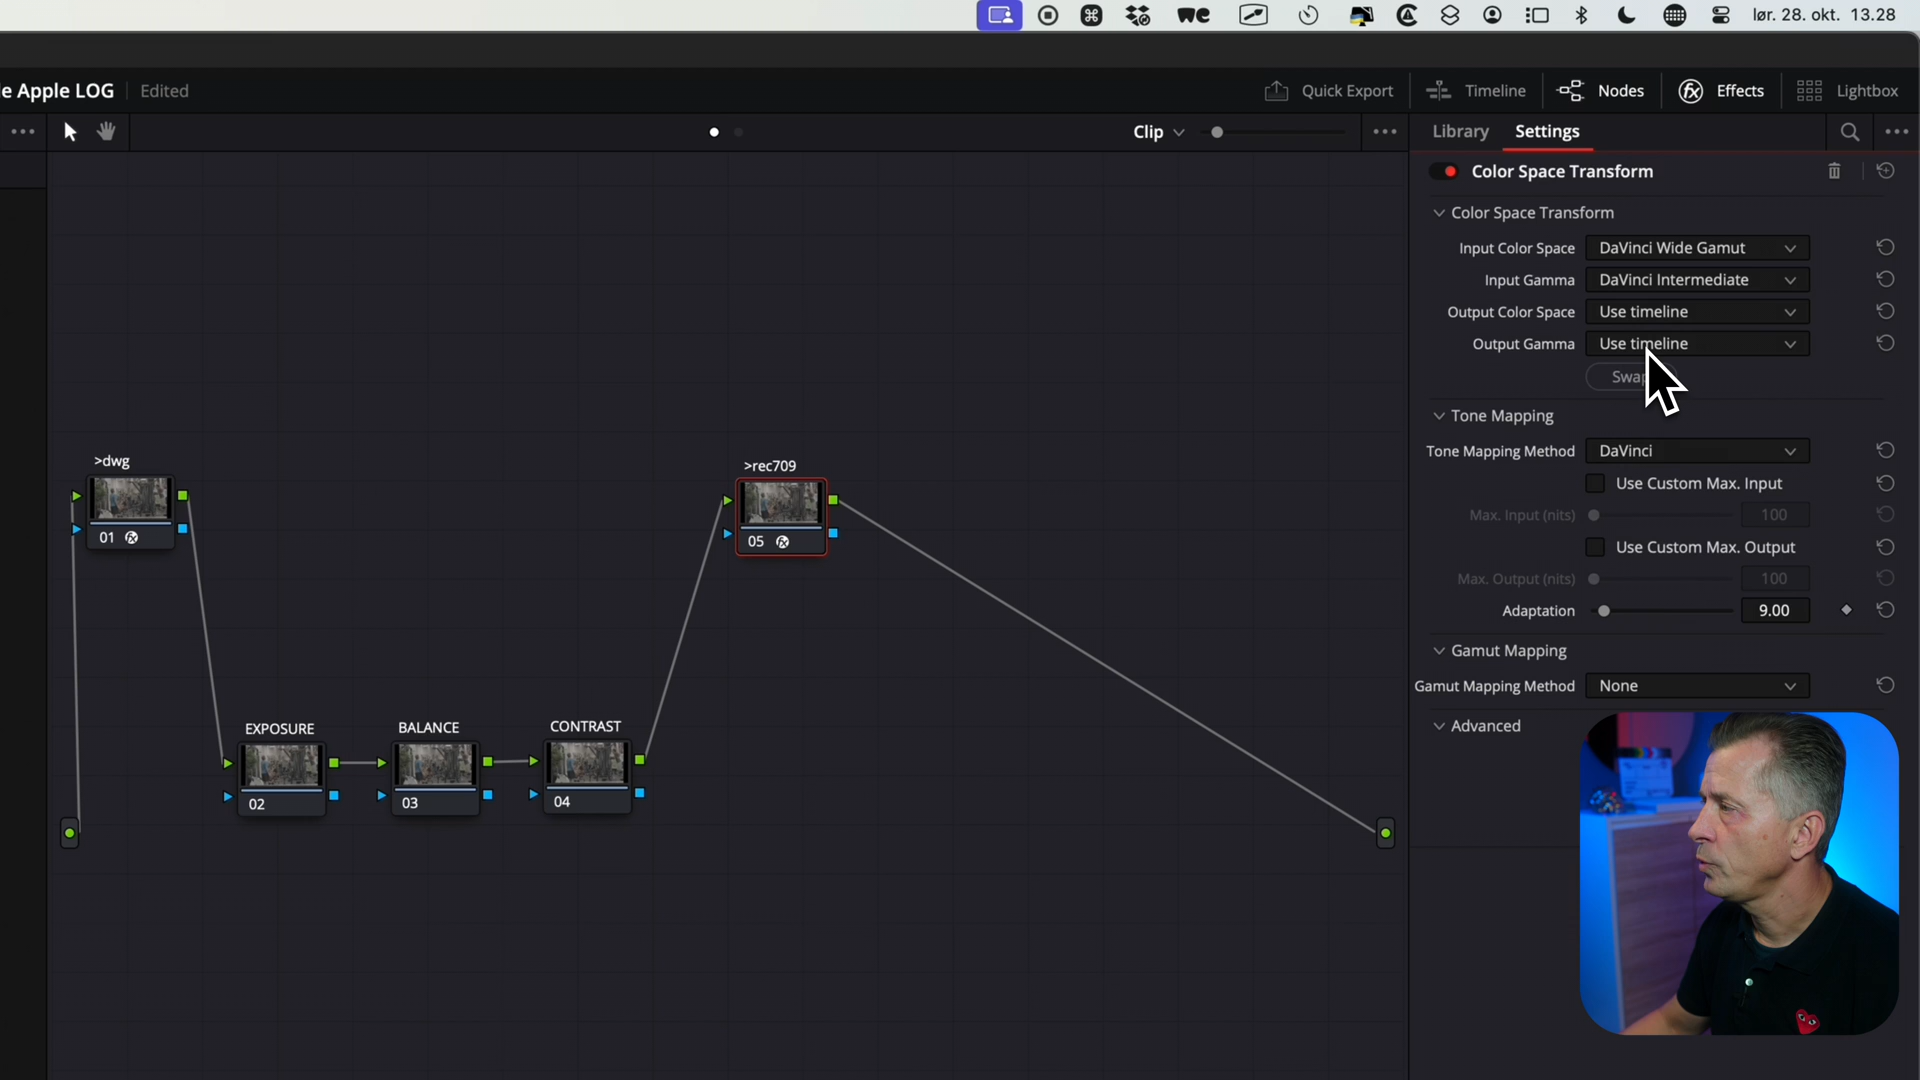 lør. 28. okt. 13.28
le Apple LOG
Edited
Quick Export
Timeline
Nodes
Effects
Lightbox
Clip
Library
Settings
Color Space Transform
Color Space Transform
Input Color Space
DaVinci Wide Gamut
Input Gamma
DaVinci Intermediate
Output Color Space
Use timeline
Output Gamma
Use timeline
Swap
Tone Mapping
Tone Mapping Method
DaVinci
Use Custom Max. Input
Max. Input (nits)
100
Use Custom Max. Output
Max. Output (nits)
100
Adaptation
9.00
Gamut Mapping
Gamut Mapping Method
None
Advanced
>dwg
01
>rec709
05
EXPOSURE
BALANCE
CONTRAST
02
03
04